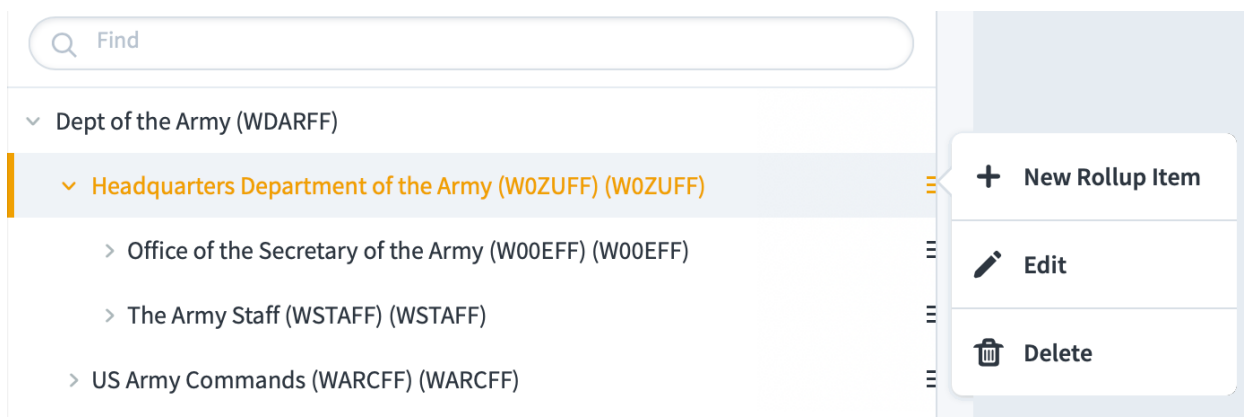 Find
Dept of the Army (WDARFF)
Headquarters Department of the Army (W0ZUFF) (W0ZUFF)
Office of the Secretary of the Army (W00EFF) (W00EFF)
The Army Staff (WSTAFF) (WSTAFF)
US Army Commands (WARCFF) (WARCFF)
New Rollup Item
Edit
Delete